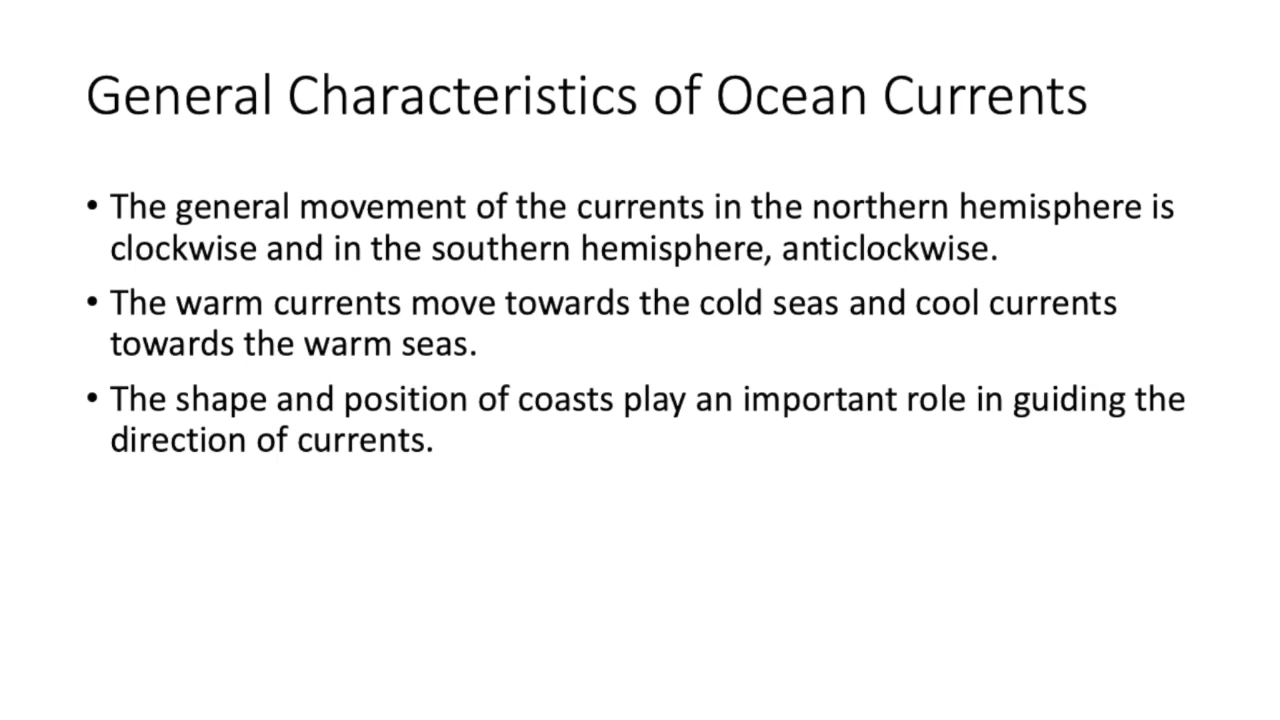 General Characteristics of Ocean Currents
• The general movement of the currents in the northern hemisphere is
clockwise and in the southern hemisphere, anticlockwise.
• The warm currents move towards the cold seas and cool currents
towards the warm seas.
• The shape and position of coasts play an important role in guiding the
direction of currents.